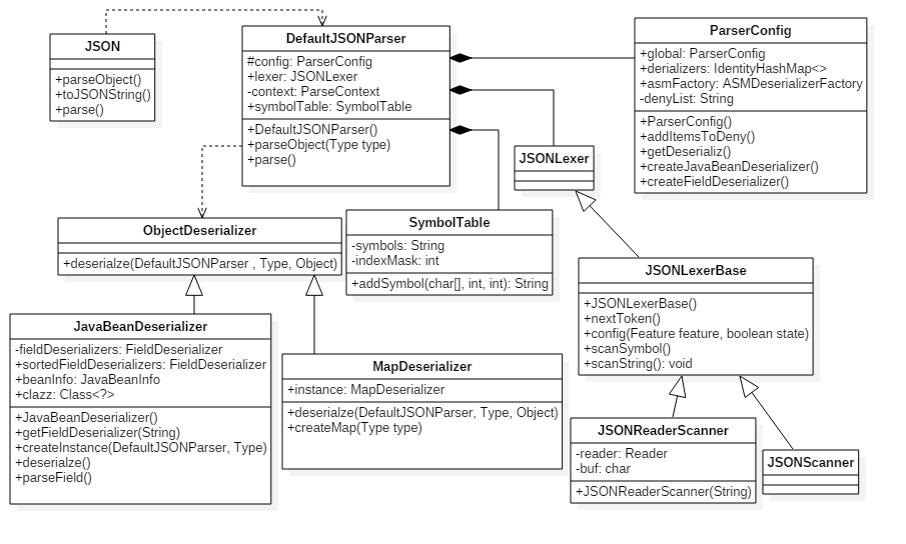 JSON
+parseObject()
+toJSONString()
+parse()
DefaultJSONParser
#config: ParserConfig
+lexer: JSONLexer
-context: ParseContext
+symbolTable: SymbolTable
+DefaultJSONParser()
+parseObject(Type type)
+parse()
ParserConfig
+global: ParserConfig
+derializers: IdentityHashMap<>
+asmFactory: ASMDeserializerFactory
-denyList: String
+ParserConfig()
+addItemsToDeny()
+getDeserializ()
+createJavaBeanDeserializer()
+createFieldDeserializer()
JSONLexer
ObjectDeserializer
+deserialze(DefaultJSONParser , Type, Object)
SymbolTable
-symbols: String
-indexMask: int
+addSymbol(char[], int, int): String
JSONLexerBase
+JSONLexerBase()
+nextToken()
+config(Feature feature, boolean state)
+scanSymbol()
+scanString(): void
JavaBeanDeserializer
-fieldDeserializers: FieldDeserializer
+sortedFieldDeserializers: FieldDeserializer
+beanInfo: JavaBeanInfo
+clazz: Class<?>
+JavaBeanDeserializer()
+getFieldDeserializer(String)
+createInstance(DefaultJSONParser, Type)
+deserialze()
+parseField()
MapDeserializer
+instance: MapDeserializer
+deserialze(DefaultJSONParser, Type, Object)
+createMap(Type type)
JSONReaderScanner
-reader: Reader
-buf: char
+JSONReaderScanner(String)
JSONScanner